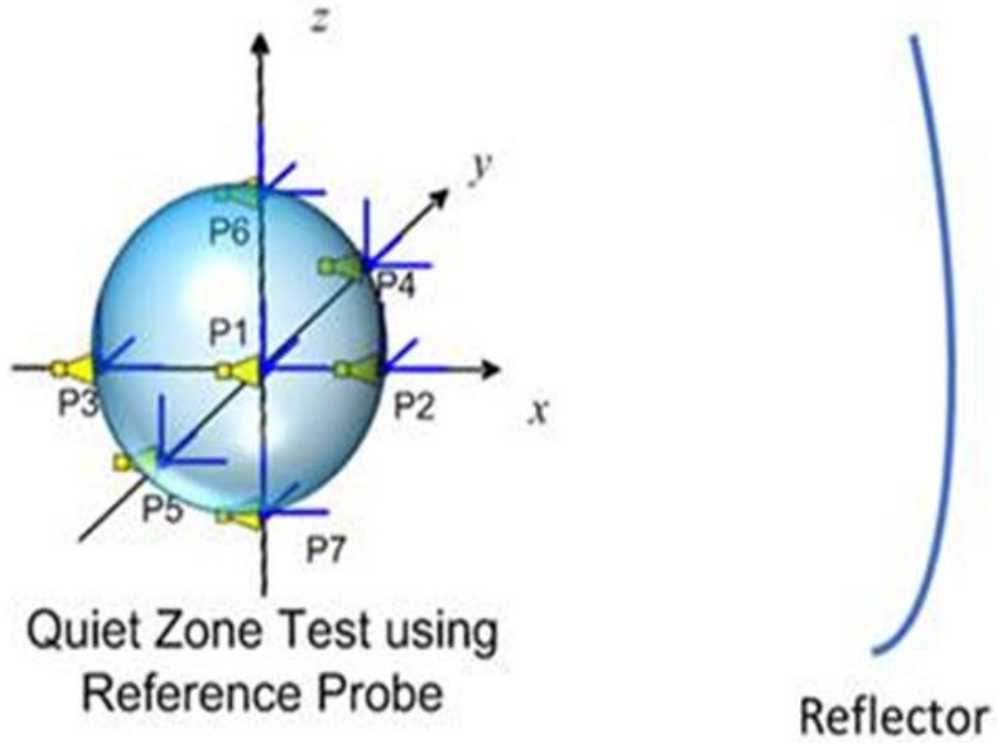 z
y
P6
P4
P1
P3
P2
x
P5
P7
Quiet Zone Test using
Reference Probe
Reflector